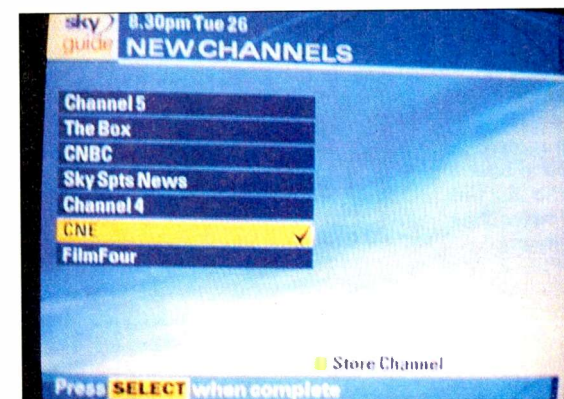 sky
guide
8.30pm Tue 26
NEW CHANNELS
Channel 5
The Box
CNBC
Sky Spts News
Channel 4
CNE
FilmFour
Store Channel
Press SELECT when complete